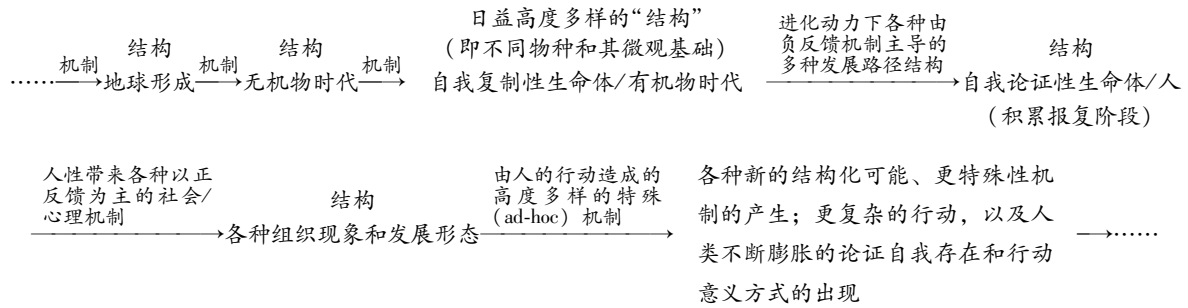 日益高度多样的“结构”
进化动力下各种由
结构 结构 (即不同物种和其微观基础) 负反馈机制主导的 结构
……机制 地球形成 机制 无机物时代 机制 自我复制性生命体/有机物时代 多种发展路径结构 自我论证性生命体/人
(积累报复阶段)
人性带来各种以正 由人的行动造成的 各种新的结构化可能、更特殊性机
反馈为主的社会/ 结构 高度多样的特殊 制的产生;更复杂的行动,以及人
心理机制 各种组织现象和发展形态 (ad-hoc) 机制 类不断膨胀的论证自我存在和行动 ……
意义方式的出现